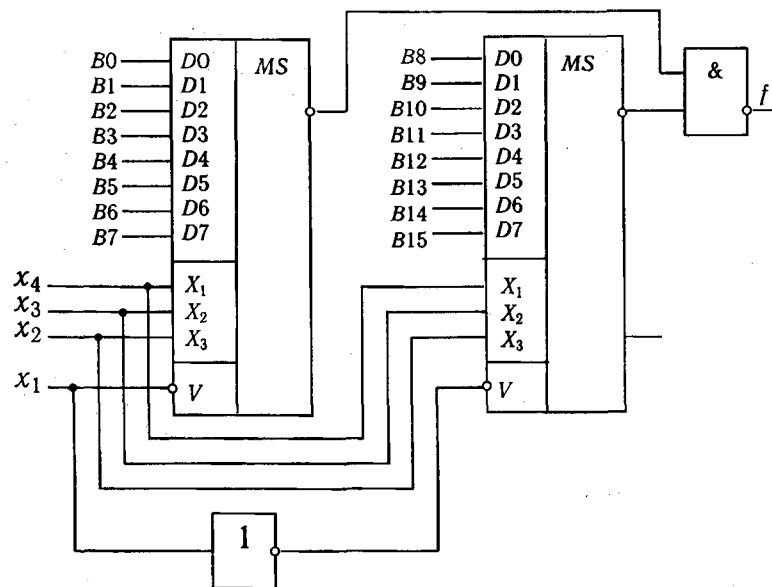 B0 D0
B1 D1
B2 D2
B3 D3
B4 D4
B5 D5
B6 D6
B7 D7
MS
x4 X1
x3 X2
x2 X3
x1 V
B8 D0
B9 D1
B10 D2
B11 D3
B12 D4
B13 D5
B14 D6
B15 D7
MS
X1
X2
X3
V
&
f
1